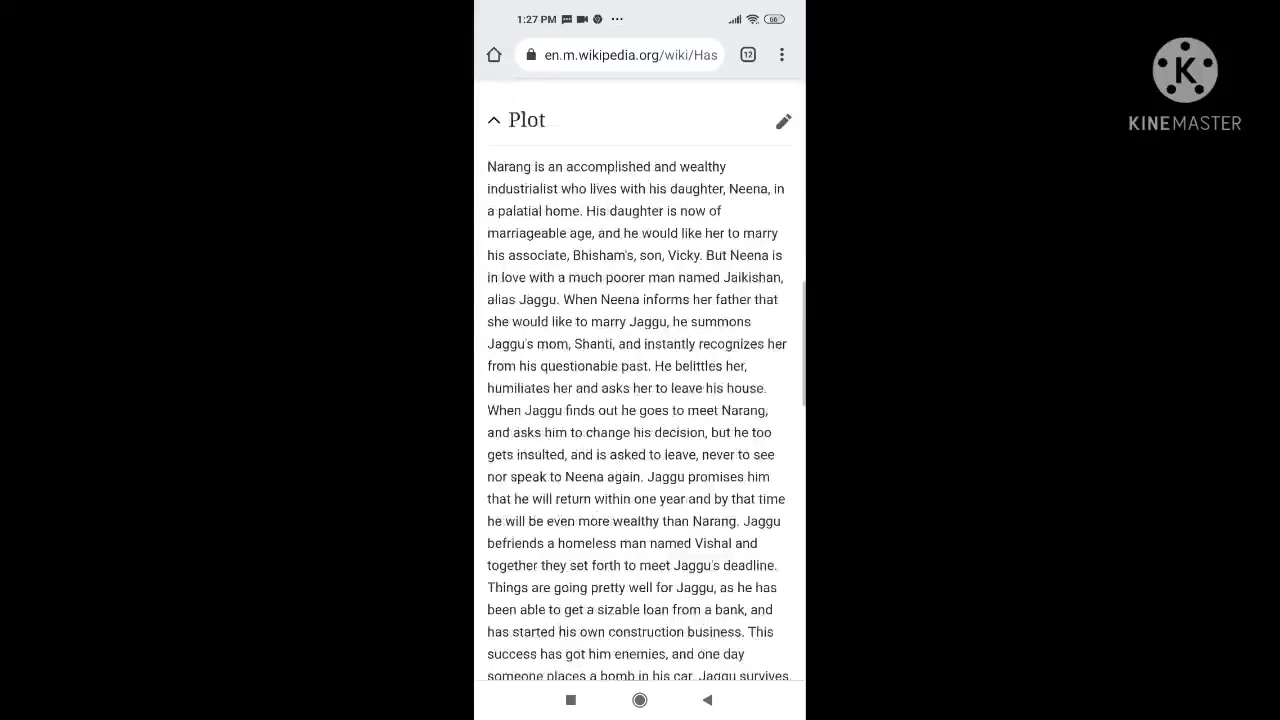 1:27 PM
66
en.m.wikipedia.org/wiki/Has
12
K
KINEMASTER
Plot
Narang is an accomplished and wealthy
industrialist who lives with his daughter, Neena, in
a palatial home. His daughter is now of
marriageable age, and he would like her to marry
his associate, Bhisham's, son, Vicky. But Neena is
in love with a much poorer man named Jaikishan,
alias Jaggu. When Neena informs her father that
she would like to marry Jaggu, he summons
Jaggu's mom, Shanti, and instantly recognizes her
from his questionable past. He belittles her,
humiliates her and asks her to leave his house.
When Jaggu finds out he goes to meet Narang,
and asks him to change his decision, but he too
gets insulted, and is asked to leave, never to see
nor speak to Neena again. Jaggu promises him
that he will return within one year and by that time
he will be even more wealthy than Narang. Jaggu
befriends a homeless man named Vishal and
together they set forth to meet Jaggu's deadline.
Things are going pretty well for Jaggu, as he has
been able to get a sizable loan from a bank, and
has started his own construction business. This
success has got him enemies, and one day
someone places a bomb in his car. Jaggu survives